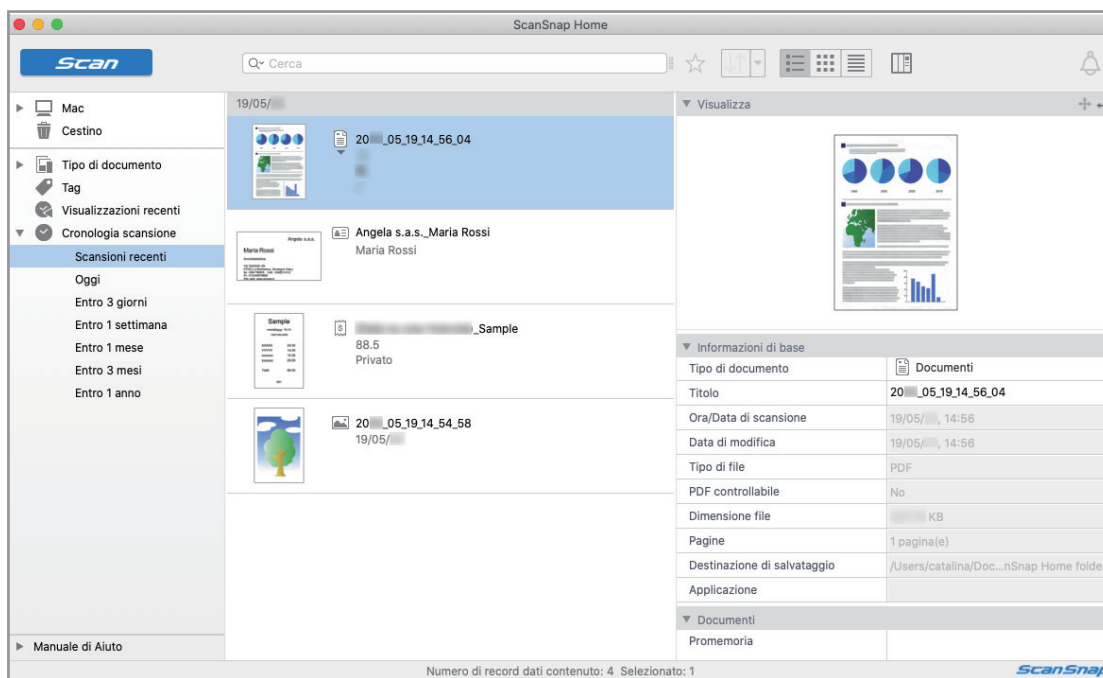 ScanSnap Home
Scan
Cerca
Mac
Cestino
Tipo di documento
Tag
Visualizzazioni recenti
Cronologia scansione
Scansioni recenti
Oggi
Entro 3 giorni
Entro 1 settimana
Entro 1 mese
Entro 3 mesi
Entro 1 anno
Manuale di Aiuto
19/05/
20 _05_19_14_56_04
Angela s.a.s.
Maria Rossi
Angela s.a.s._Maria Rossi
Maria Rossi
Sample
_Sample
88.5
Privato
20 _05_19_14_54_58
19/05/
Visualizza
Informazioni di base
Tipo di documento Documenti
Titolo 20 _05_19_14_56_04
Ora/Data di scansione 19/05/ , 14:56
Data di modifica 19/05/ , 14:56
Tipo di file PDF
PDF controllabile No
Dimensione file KB
Pagine 1 pagina(e)
Destinazione di salvataggio /Users/catalina/Doc...nSnap Home folde
Applicazione
Documenti
Promemoria
Numero di record dati contenuto: 4 Selezionato: 1
ScanSnap